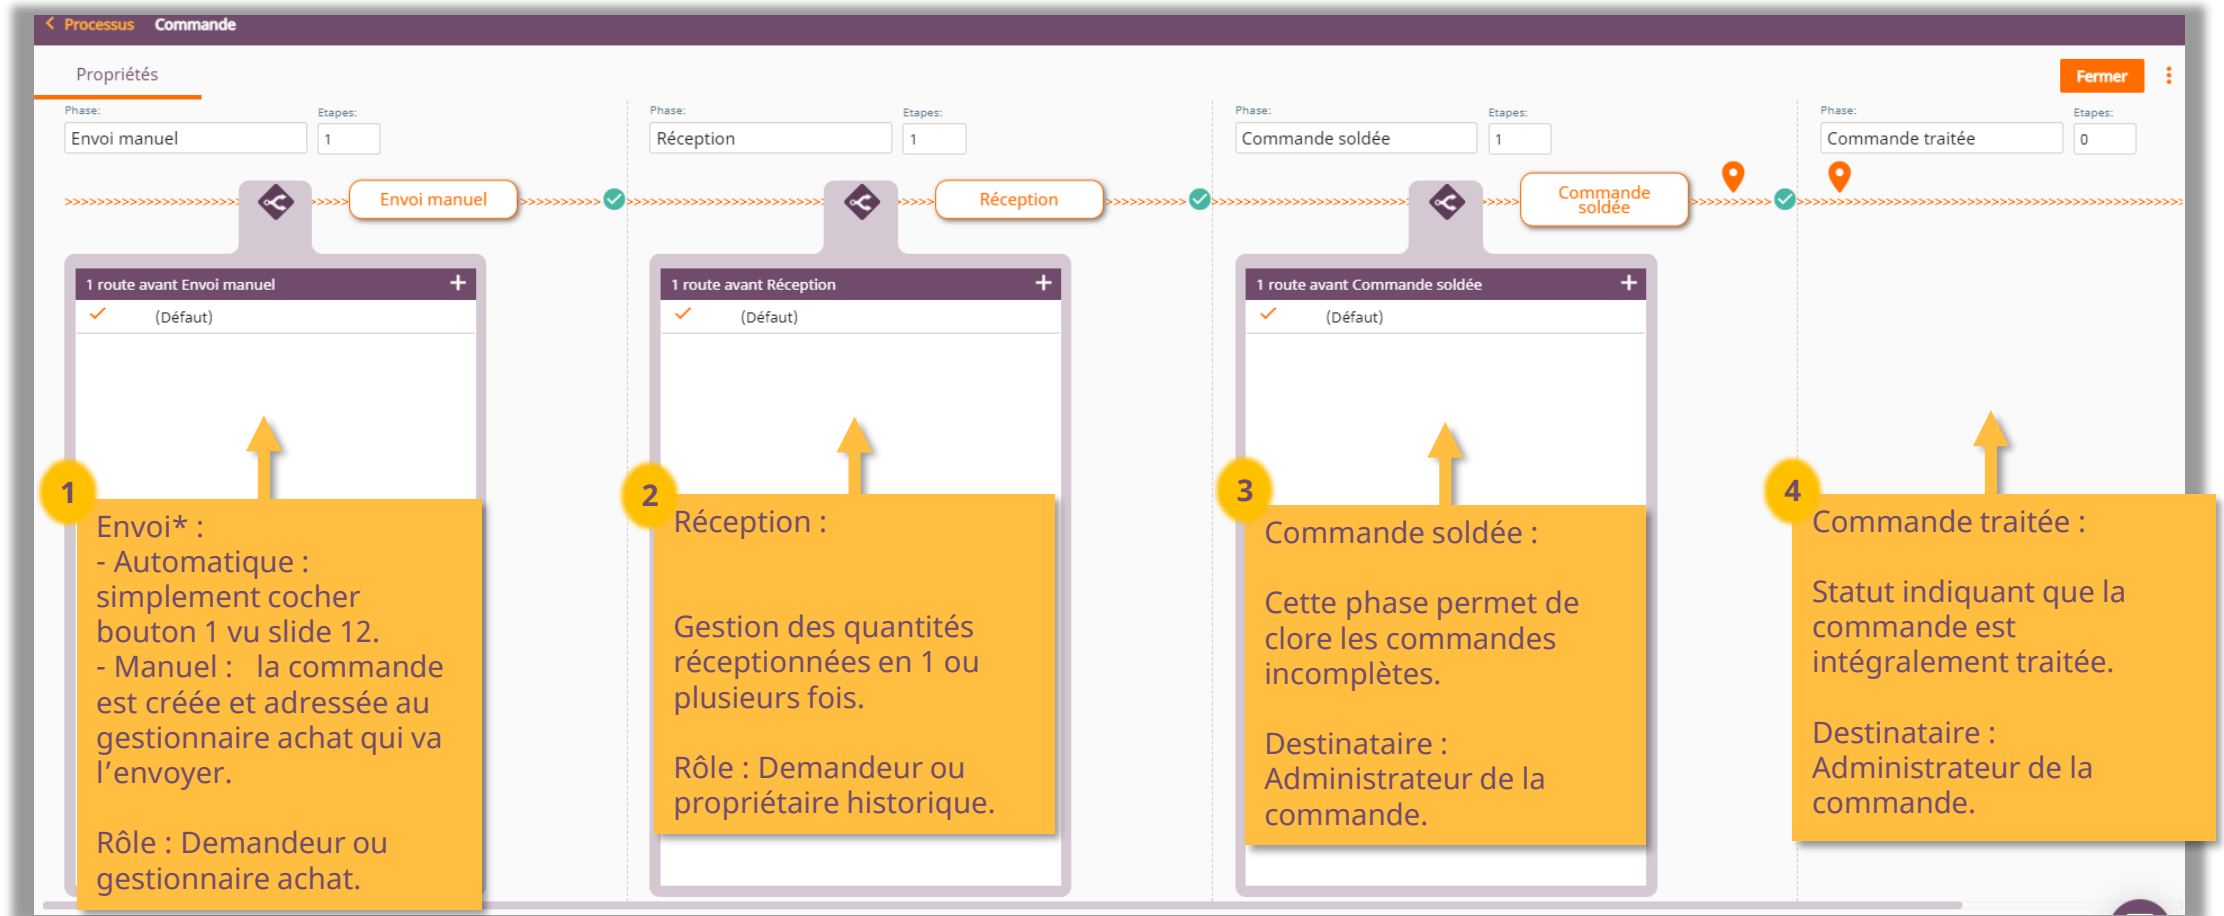 Processus Commande
Propriétés
Fermer
Phase:
Etapes:
Envoi manuel
1
Phase:
Etapes:
Réception
1
Phase:
Etapes:
Commande soldée
1
Phase:
Etapes:
Commande traitée
0
Envoi manuel
Réception
Commande
soldée
1 route avant Envoi manuel
(Défaut)
1 route avant Réception
(Défaut)
1 route avant Commande soldée
(Défaut)
1
Envoi* :
- Automatique :
simplement cocher
bouton 1 vu slide 12.
- Manuel : la commande
est créée et adressée au
gestionnaire achat qui va
l’envoyer.
Rôle : Demandeur ou
gestionnaire achat.
2
Réception :
Gestion des quantités
réceptionnées en 1 ou
plusieurs fois.
Rôle : Demandeur ou
propriétaire historique.
3
Commande soldée :
Cette phase permet de
clore les commandes
incomplètes.
Destinataire :
Administrateur de la
commande.
4
Commande traitée :
Statut indiquant que la
commande est
intégralement traitée.
Destinataire :
Administrateur de la
commande.